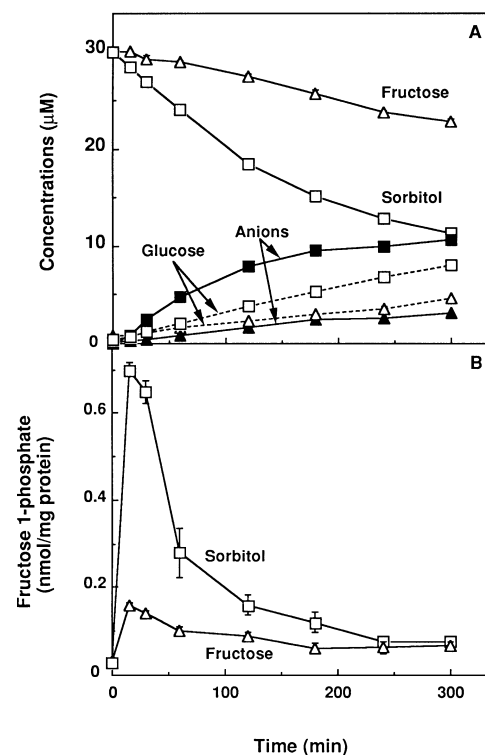 A
30
20
10
0
Concentrations (µM)
Fructose
Sorbitol
Anions
Glucose
B
0.6
0.4
0.2
0
Fructose 1-phosphate
(nmol/mg protein)
Sorbitol
Fructose
0 100 200 300
Time (min)